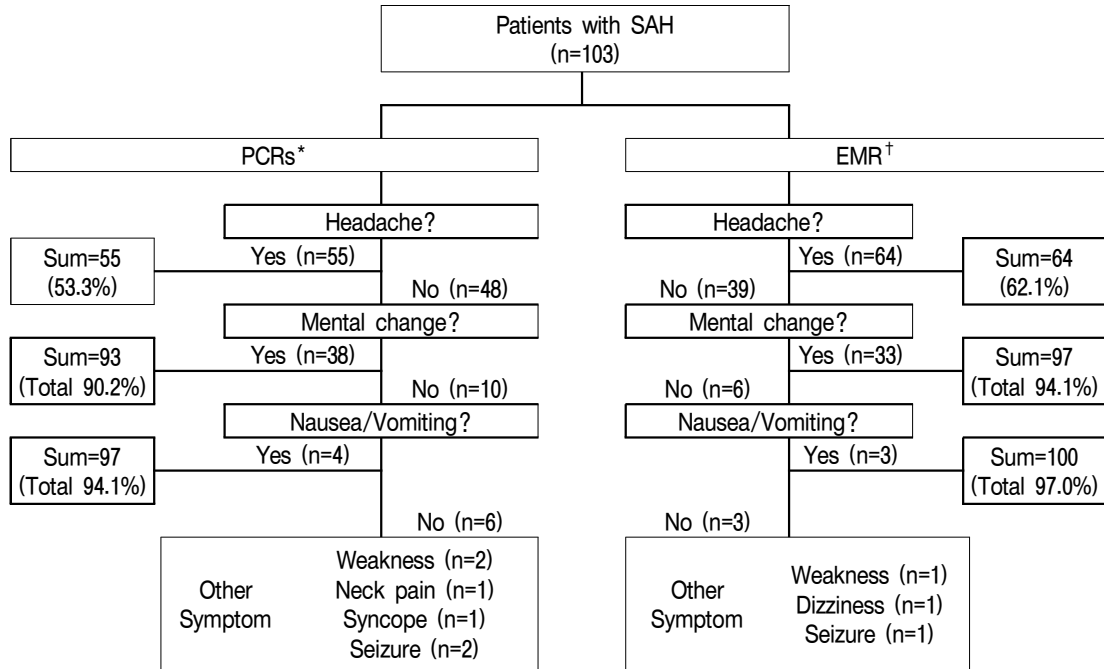 Patients with SAH
(n=103)
PCRs*
Headache?
Yes (n=55)
Sum=55
(53.3%)
No (n=48)
Mental change?
Yes (n=38)
Sum=93
(Total 90.2%)
No (n=10)
Nausea/Vomiting?
Yes (n=4)
Sum=97
(Total 94.1%)
No (n=6)
Other
Symptom
Weakness (n=2)
Neck pain (n=1)
Syncope (n=1)
Seizure (n=2)
EMR†
Headache?
Yes (n=64)
Sum=64
(62.1%)
No (n=39)
Mental change?
Yes (n=33)
Sum=97
(Total 94.1%)
No (n=6)
Nausea/Vomiting?
Yes (n=3)
Sum=100
(Total 97.0%)
No (n=3)
Other
Symptom
Weakness (n=1)
Dizziness (n=1)
Seizure (n=1)